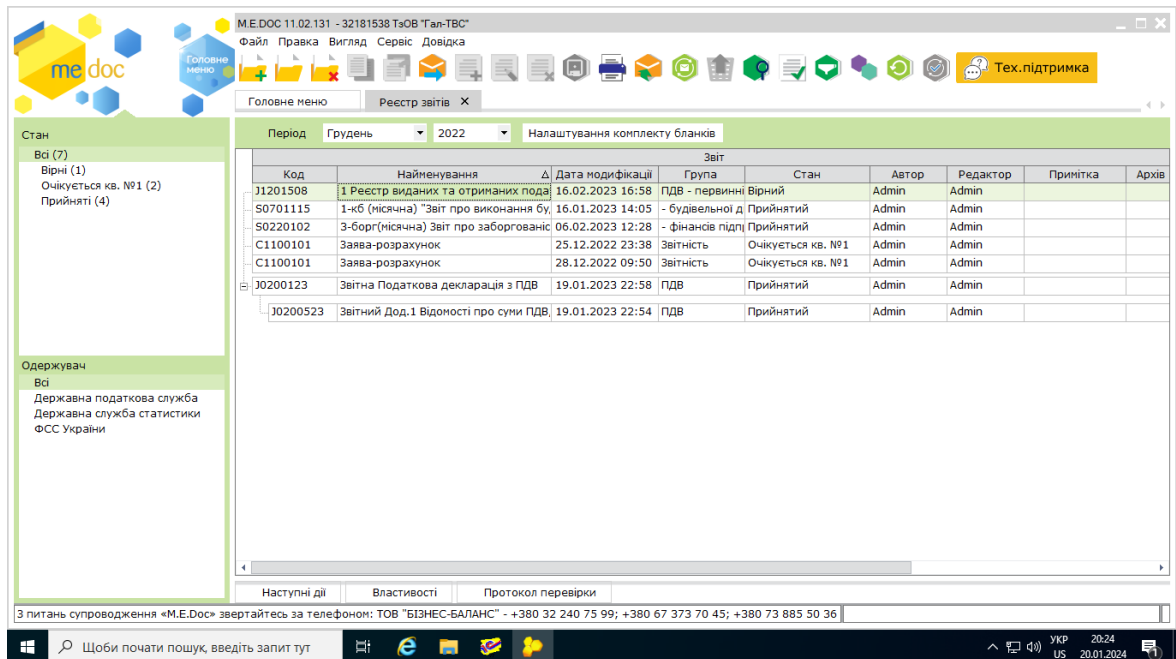 M.E.DOC 11.02.131 - 32181538 ТзОВ "Гал-ТВС"
Файл Правка Вигляд Сервіс Довідка
me doc
Головне меню
Тех.підтримка
Головне меню Реєстр звітів X
Стан
Всі (7)
Вірні (1)
Очікується кв. №1 (2)
Прийняті (4)
Період Грудень 2022 Налаштування комплекту бланків
Звіт
Код Найменування Дата модифікації Група Стан Автор Редактор Примітка Архів
J1201508 1 Реєстр виданих та отриманих пода 16.02.2023 16:58 ПДВ - первинні Вірний Admin Admin
S0701115 1-кб (місячна) "Звіт про виконання бу 16.01.2023 14:05 - будівельної д Прийнятий Admin Admin
S0220102 3-борг(місячна) Звіт про заборгованіс 06.02.2023 12:28 - фінансів підп Прийнятий Admin Admin
C1100101 Заява-розрахунок 25.12.2022 23:38 Звітність Очікується кв. №1 Admin Admin
C1100101 Заява-розрахунок 28.12.2022 09:50 Звітність Очікується кв. №1 Admin Admin
J0200123 Звітна Податкова декларація з ПДВ 19.01.2023 22:58 ПДВ Прийнятий Admin Admin
J0200523 Звітний Дод.1 Відомості про суми ПДВ, 19.01.2023 22:54 ПДВ Прийнятий Admin Admin
Одержувач
Всі
Державна податкова служба
Державна служба статистики
ФСС України
Наступні дії Властивості Протокол перевірки
З питань супроводження «M.E.Doc» звертайтесь за телефоном: ТОВ "БІЗНЕС-БАЛАНС" - +380 32 240 75 99; +380 67 373 70 45; +380 73 885 50 36
Щоби почати пошук, введіть запит тут
УКР 20:24
US 20.01.2024
1